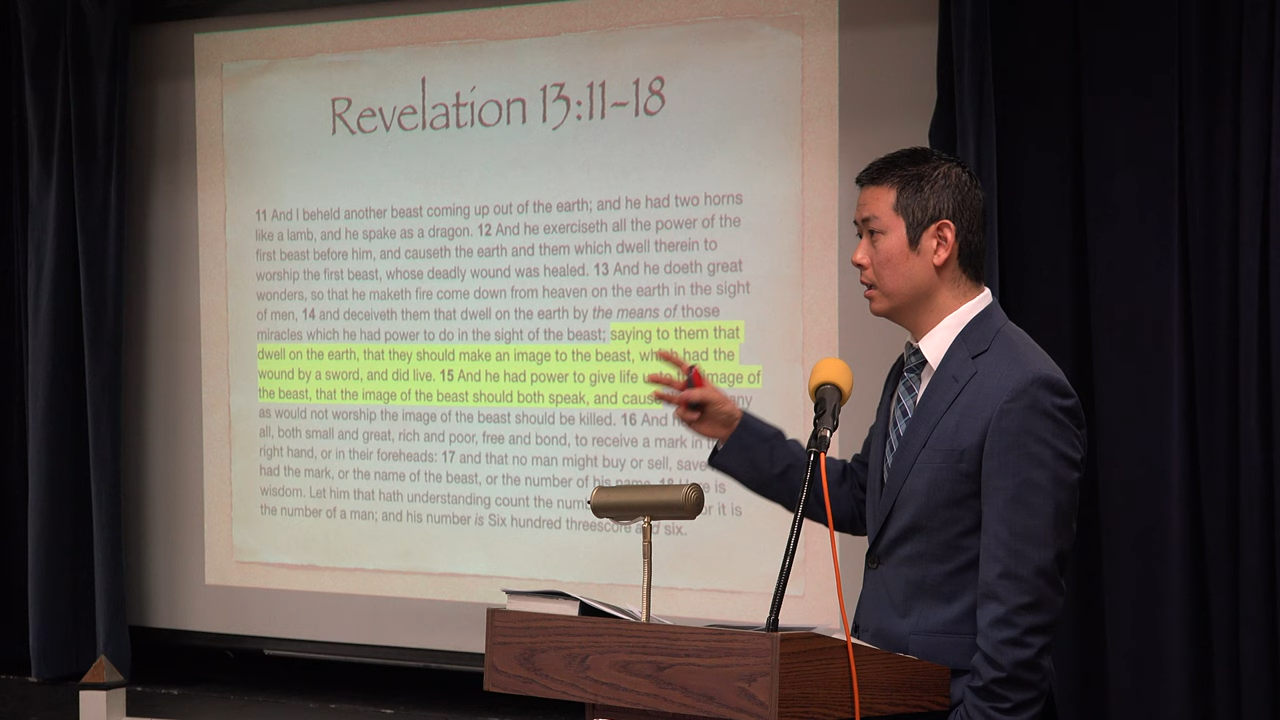 Revelation 13:11-18
11 And I beheld another beast coming up out of the earth; and he had two horns
like a lamb, and he spake as a dragon. 12 And he exerciseth all the power of the
first beast before him, and causeth the earth and them which dwell therein to
worship the first beast, whose deadly wound was healed. 13 And he doeth great
wonders, so that he maketh fire come down from heaven on the earth in the sight
of men, 14 and deceiveth them that dwell on the earth by the means of those
miracles which he had power to do in the sight of the beast; saying to them that
dwell on the earth, that they should make an image to the beast, which had the
wound by a sword, and did live. 15 And he had power to give life image of
the beast, that the image of the beast should both speak, and cause any
as would not worship the image of the beast should be killed. 16 And
all, both small and great, rich and poor, free and bond, to receive a mark in
right hand, or in their foreheads: 17 and that no man might buy or sell, save
had the mark, or the name of the beast, or the number of his name. 18 Here is
wisdom. Let him that hath understanding count the or it is
the number of a man; and his number is Six hundred threescore and six.